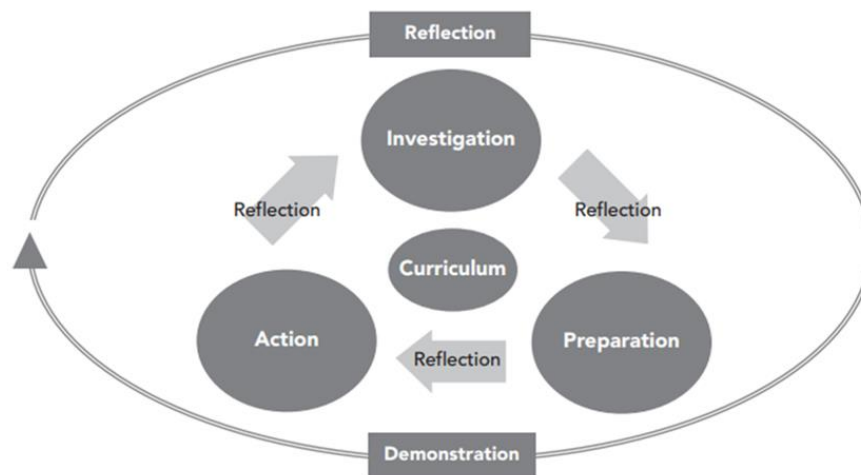 Reflection
Investigation
Reflection
Reflection
Curriculum
Action
Preparation
Reflection
Demonstration